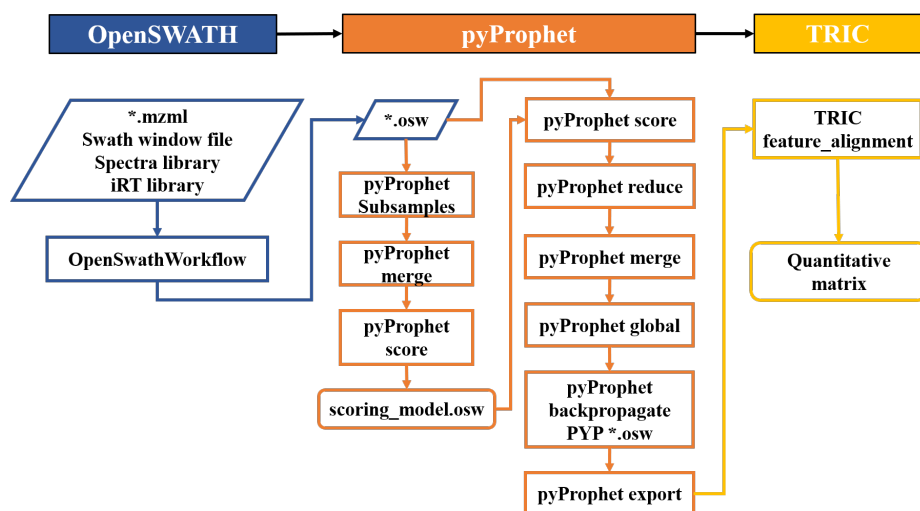 OpenSWATH
pyProphet
TRIC
*.mzml
Swath window file
Spectra library
iRT library
OpenSwathWorkflow
*.osw
pyProphet
Subsamples
pyProphet
merge
pyProphet
score
scoring_model.osw
pyProphet score
pyProphet reduce
pyProphet merge
pyProphet global
pyProphet
backpropagate
PYP *.osw
pyProphet export
TRIC
feature_alignment
Quantitative
matrix